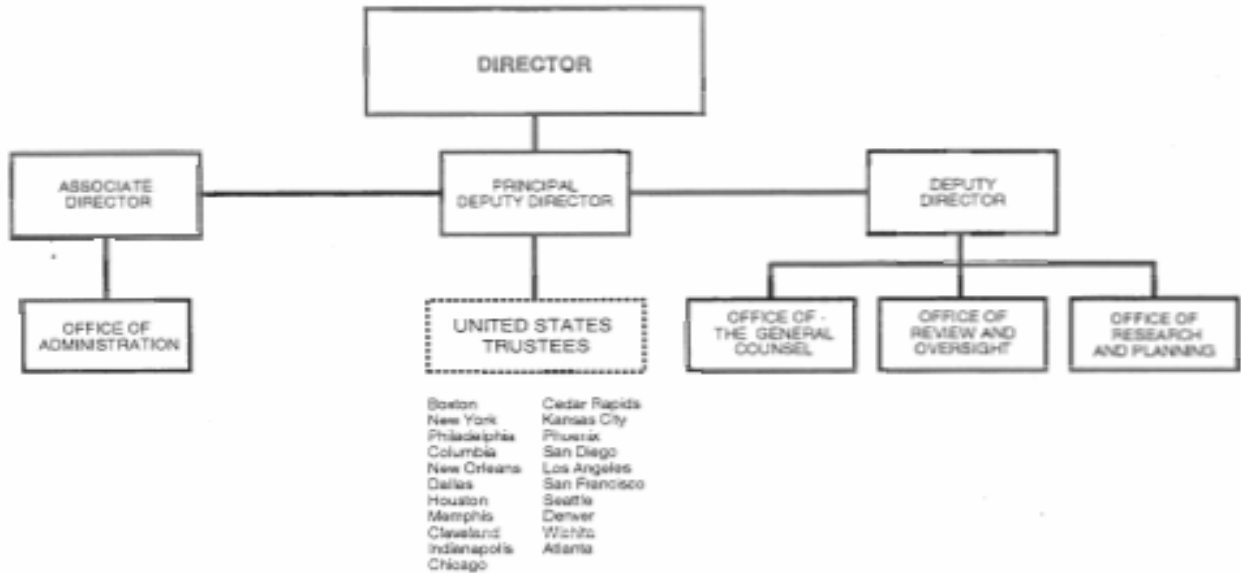 DIRECTOR
ASSOCIATE
DIRECTOR
PRINCIPAL
DEPUTY DIRECTOR
DEPUTY
DIRECTOR
OFFICE OF
ADMINISTRATION
UNITED STATES
TRUSTEES
OFFICE OF -
THE GENERAL
COUNSEL
OFFICE OF
REVIEW AND
OVERSIGHT
OFFICE OF
RESEARCH
AND PLANNING
Boston
New York
Philadelphia
Columbia
New Orleans
Dallas
Houston
Memphis
Cleveland
Indianapolis
Chicago
Cedar Rapids
Kansas City
Phoenix
San Diego
Los Angeles
San Francisco
Seattle
Denver
Wichita
Atlanta